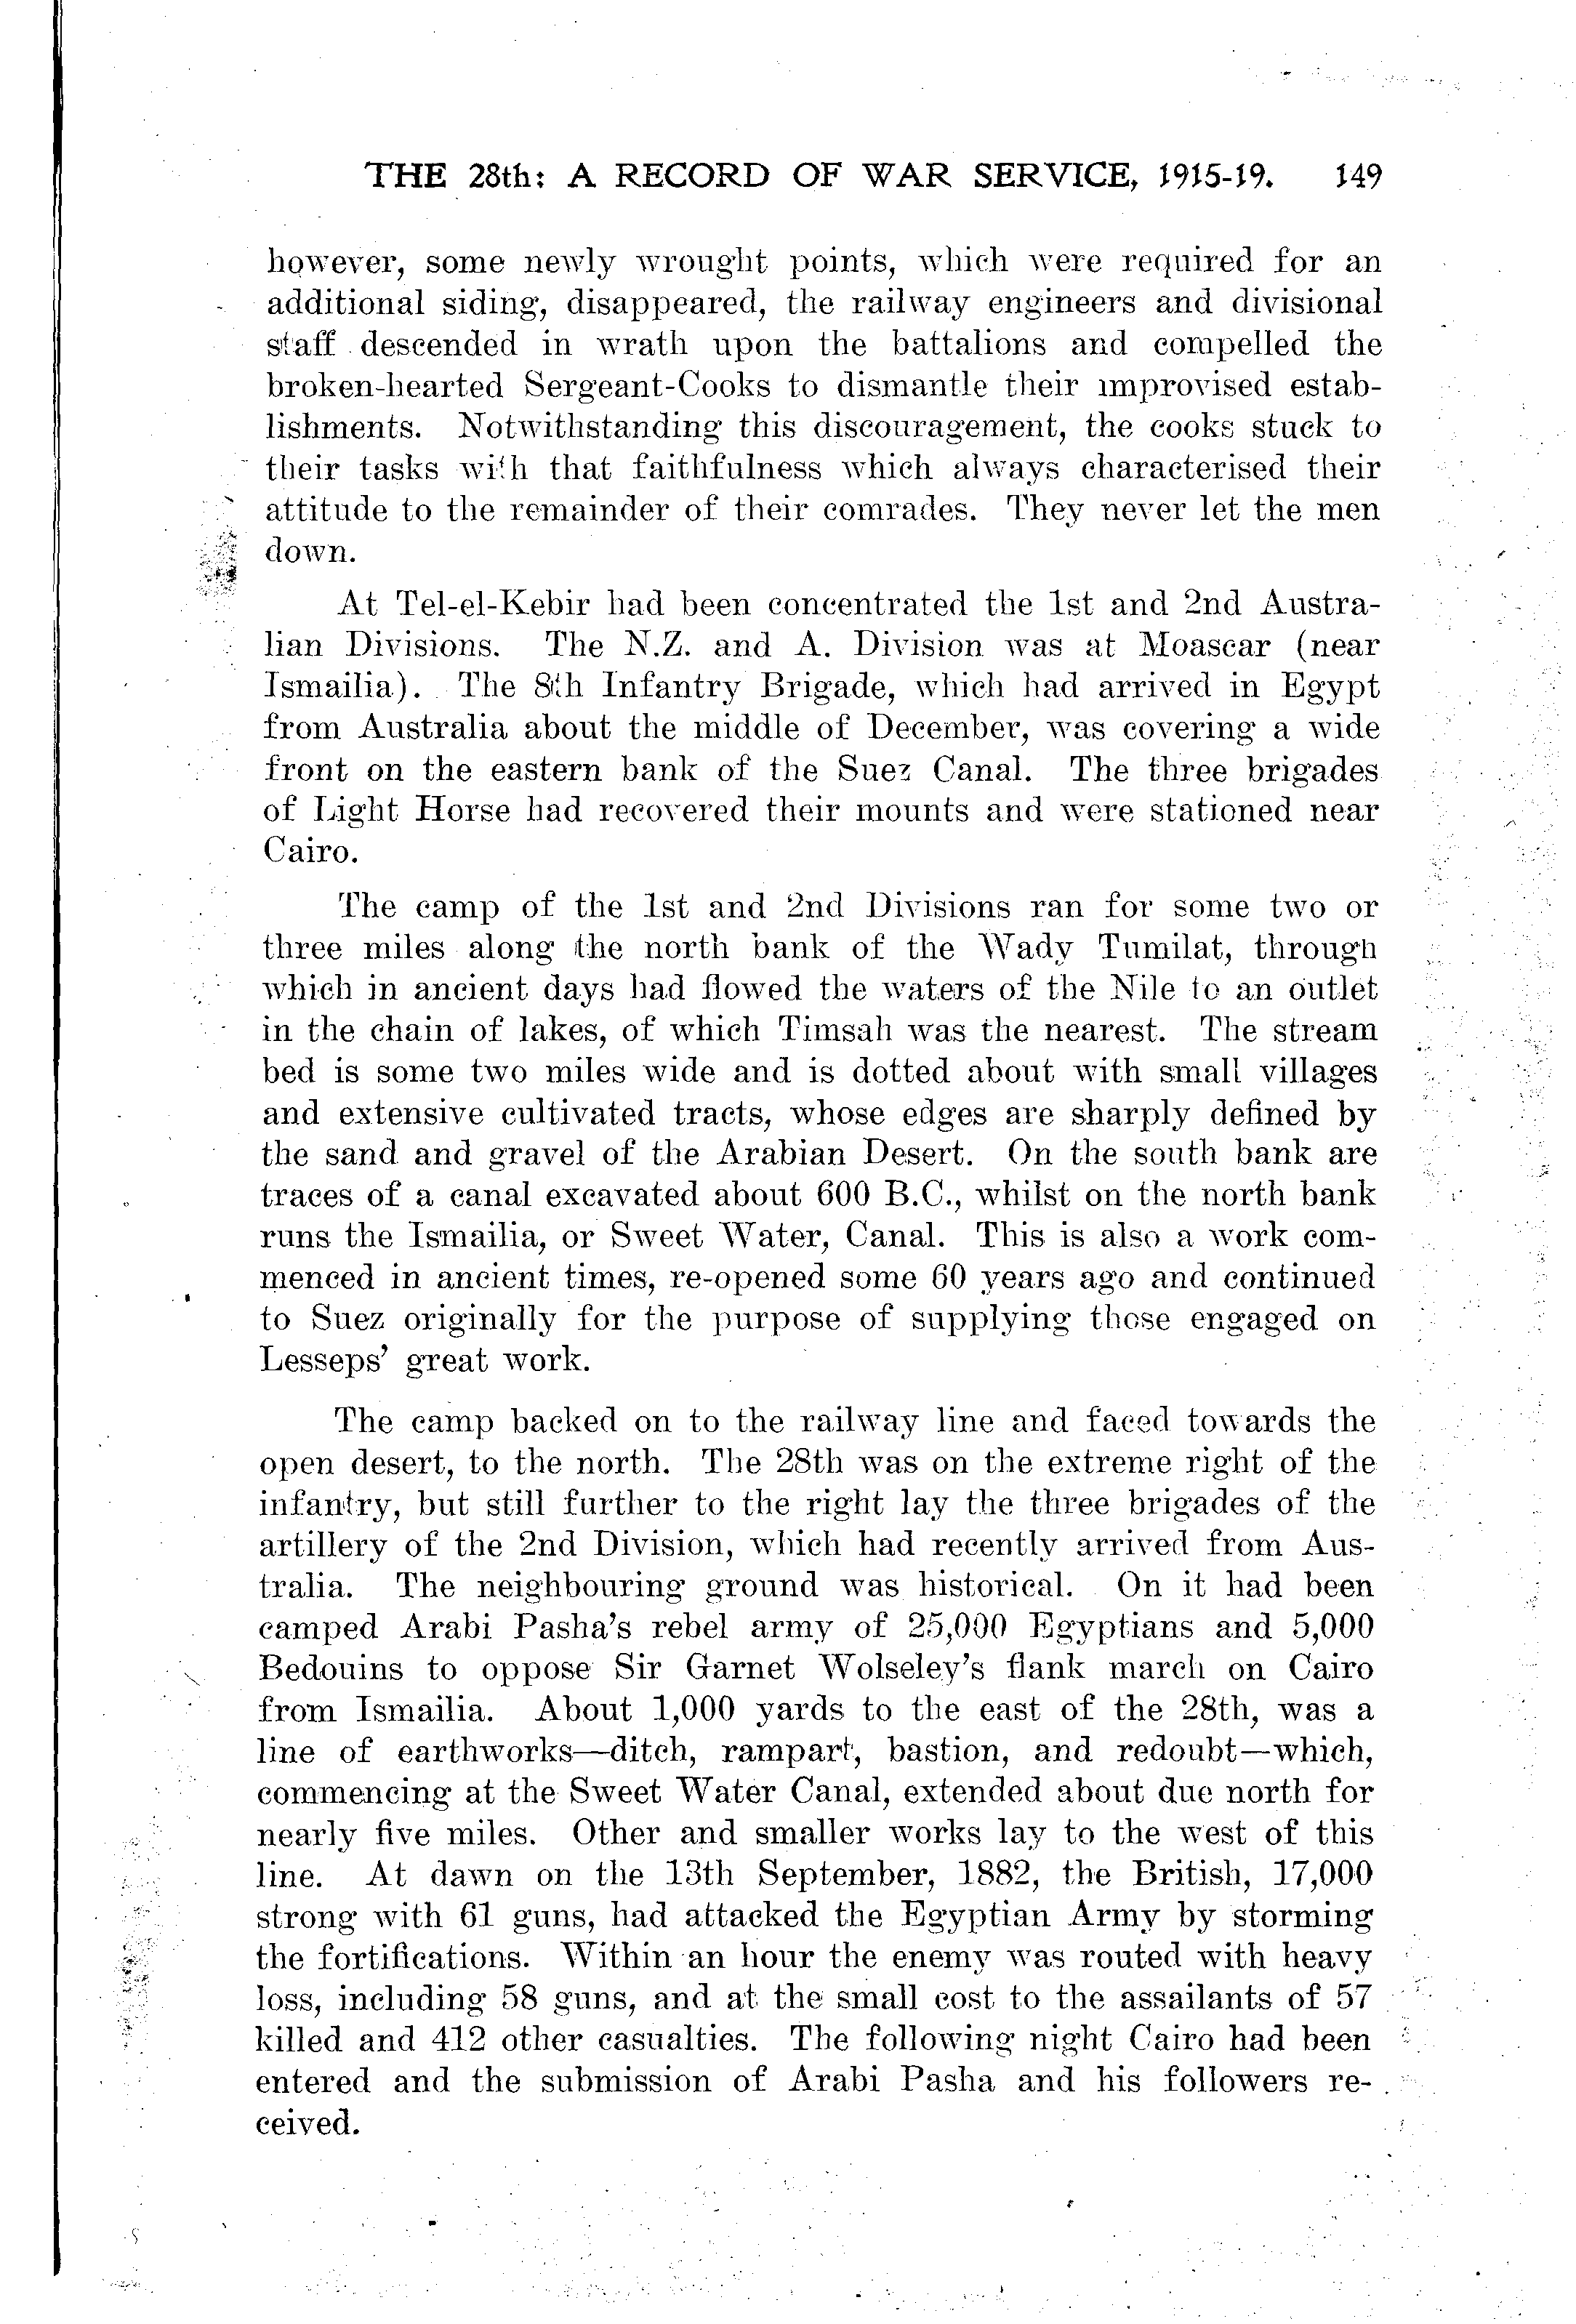 THE 28th: A RECORD OF WAR SERVICE, 1915-19. 149
however, some newly wrought points, which were required for an
additional siding, disappeared, the railway engineers and divisional
staff descended in wrath upon the battalions and compelled the
broken-hearted Sergeant-Cooks to dismantle their improvised estab-
lishments. Notwithstanding this discouragement, the cooks stuck to
their tasks with that faithfulness which always characterised their
attitude to the remainder of their comrades. They never let the men
down.
At Tel-el-Kebir had been concentrated the 1st and 2nd Austra-
lian Divisions. The N.Z. and A. Division was at Moascar (near
Ismailia). The 8th Infantry Brigade, which had arrived in Egypt
from Australia about the middle of December, was covering a wide
front on the eastern bank of the Suez Canal. The three brigades
of Light Horse had recovered their mounts and were stationed near
Cairo.
The camp of the 1st and 2nd Divisions ran for some two or
three miles along the north bank of the Wady Tumilat, through
which in ancient days had flowed the waters of the Nile to an outlet
in the chain of lakes, of which Timsah was the nearest. The stream
bed is some two miles wide and is dotted about with small villages
and extensive cultivated tracts, whose edges are sharply defined by
the sand and gravel of the Arabian Desert. On the south bank are
traces of a canal excavated about 600 B.C., whilst on the north bank
runs the Ismailia, or Sweet Water, Canal. This is also a work com-
menced in ancient times, re-opened some 60 years ago and continued
to Suez originally for the purpose of supplying those engaged on
Lesseps' great work.
The camp backed on to the railway line and faced towards the
open desert, to the north. The 28th was on the extreme right of the
infantry, but still further to the right lay the three brigades of the
artillery of the 2nd Division, which had recently arrived from Aus-
tralia. The neighbouring ground was historical. On it had been
camped Arabi Pasha's rebel army of 25,000 Egyptians and 5,000
Bedouins to oppose Sir Garnet Wolseley's flank march on Cairo
from Ismailia. About 1,000 yards to the east of the 28th, was a
line of earthworks—ditch, rampart, bastion, and redoubt—which,
commencing at the Sweet Water Canal, extended about due north for
nearly five miles. Other and smaller works lay to the west of this
line. At dawn on the 13th September, 1882, the British, 17,000
strong with 61 guns, had attacked the Egyptian Army by storming
the fortifications. Within an hour the enemy was routed with heavy
loss, including 58 guns, and at the small cost to the assailants of 57
killed and 412 other casualties. The following night Cairo had been
entered and the submission of Arabi Pasha and his followers re-
ceived.